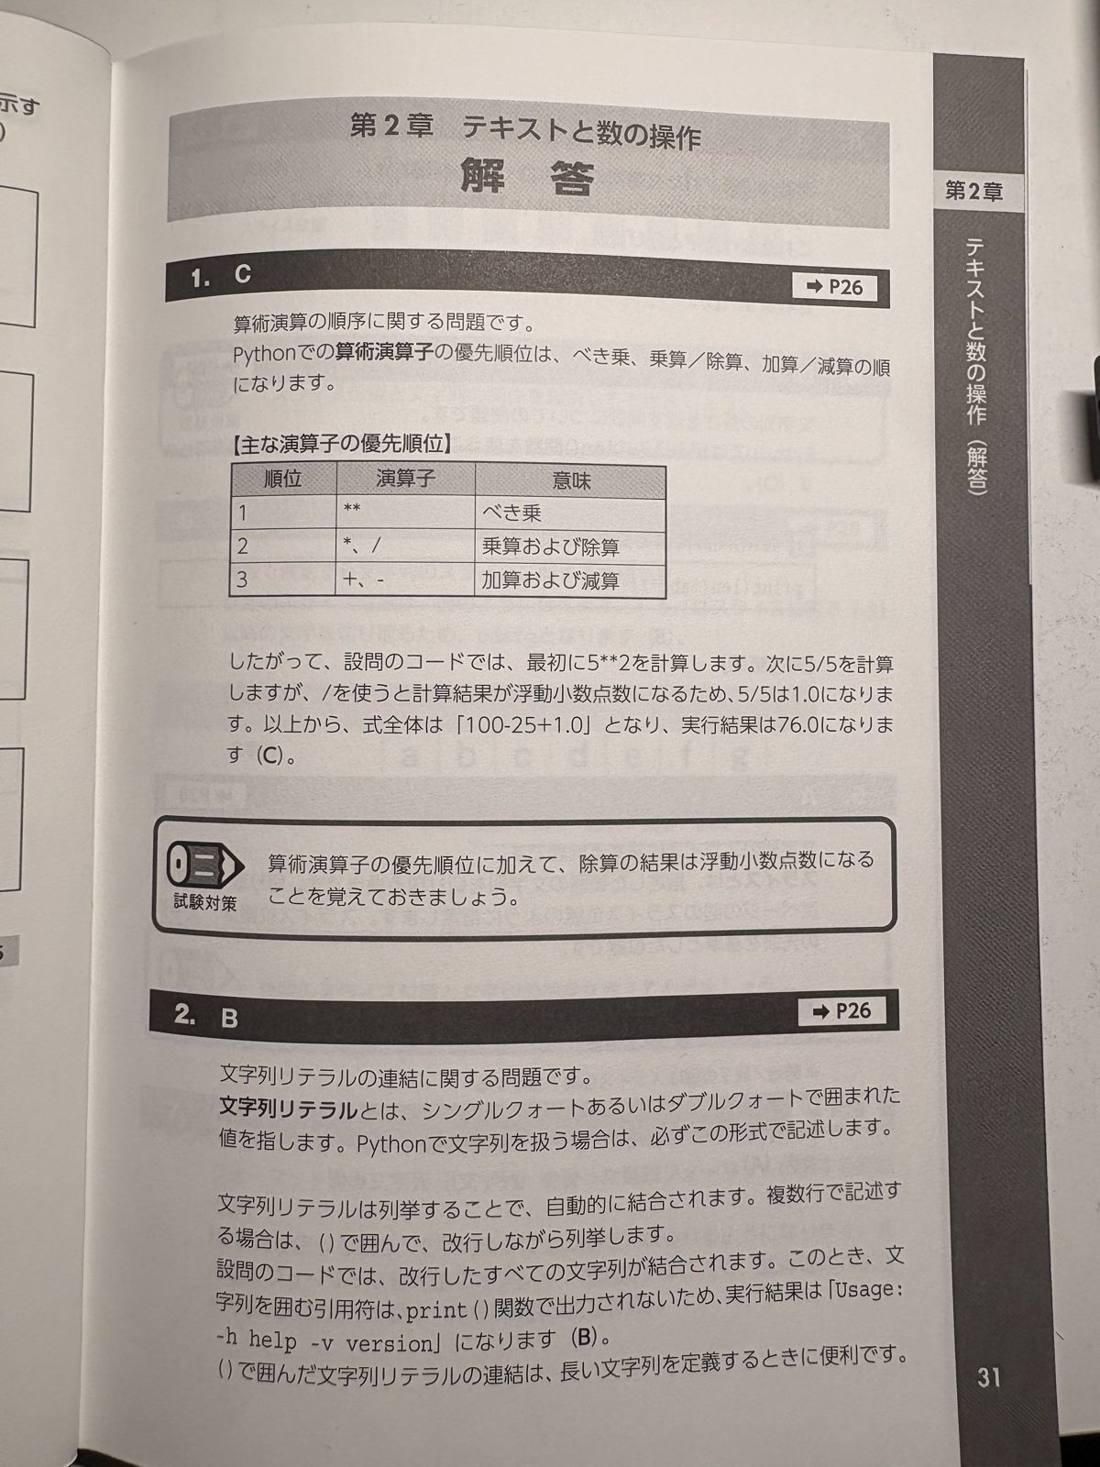 示す
)
第2章 テキストと数の操作
解 答
第2章
テキストと数の操作（解答）
1. C
➡ P26
算術演算の順序に関する問題です。
Pythonでの算術演算子の優先順位は、べき乗、乗算／除算、加算／減算の順
になります。
【主な演算子の優先順位】
順位 演算子 意味
1 ** べき乗
2 *、/ 乗算および除算
3 +、- 加算および減算
したがって、設問のコードでは、最初に5**2を計算します。次に5/5を計算
しますが、/を使うと計算結果が浮動小数点数になるため、5/5は1.0になりま
す。以上から、式全体は「100-25+1.0」となり、実行結果は76.0になりま
す（C）。
試験対策
算術演算子の優先順位に加えて、除算の結果は浮動小数点数になる
ことを覚えておきましょう。
2. B
➡ P26
文字列リテラルの連結に関する問題です。
文字列リテラルとは、シングルクォートあるいはダブルクォートで囲まれた
値を指します。Pythonで文字列を扱う場合は、必ずこの形式で記述します。
文字列リテラルは列挙することで、自動的に結合されます。複数行で記述す
る場合は、()で囲んで、改行しながら列挙します。
設問のコードでは、改行したすべての文字列が結合されます。このとき、文
字列を囲む引用符は、print()関数で出力されないため、実行結果は「Usage:
-h help -v version」になります（B）。
()で囲んだ文字列リテラルの連結は、長い文字列を定義するときに便利です。
31